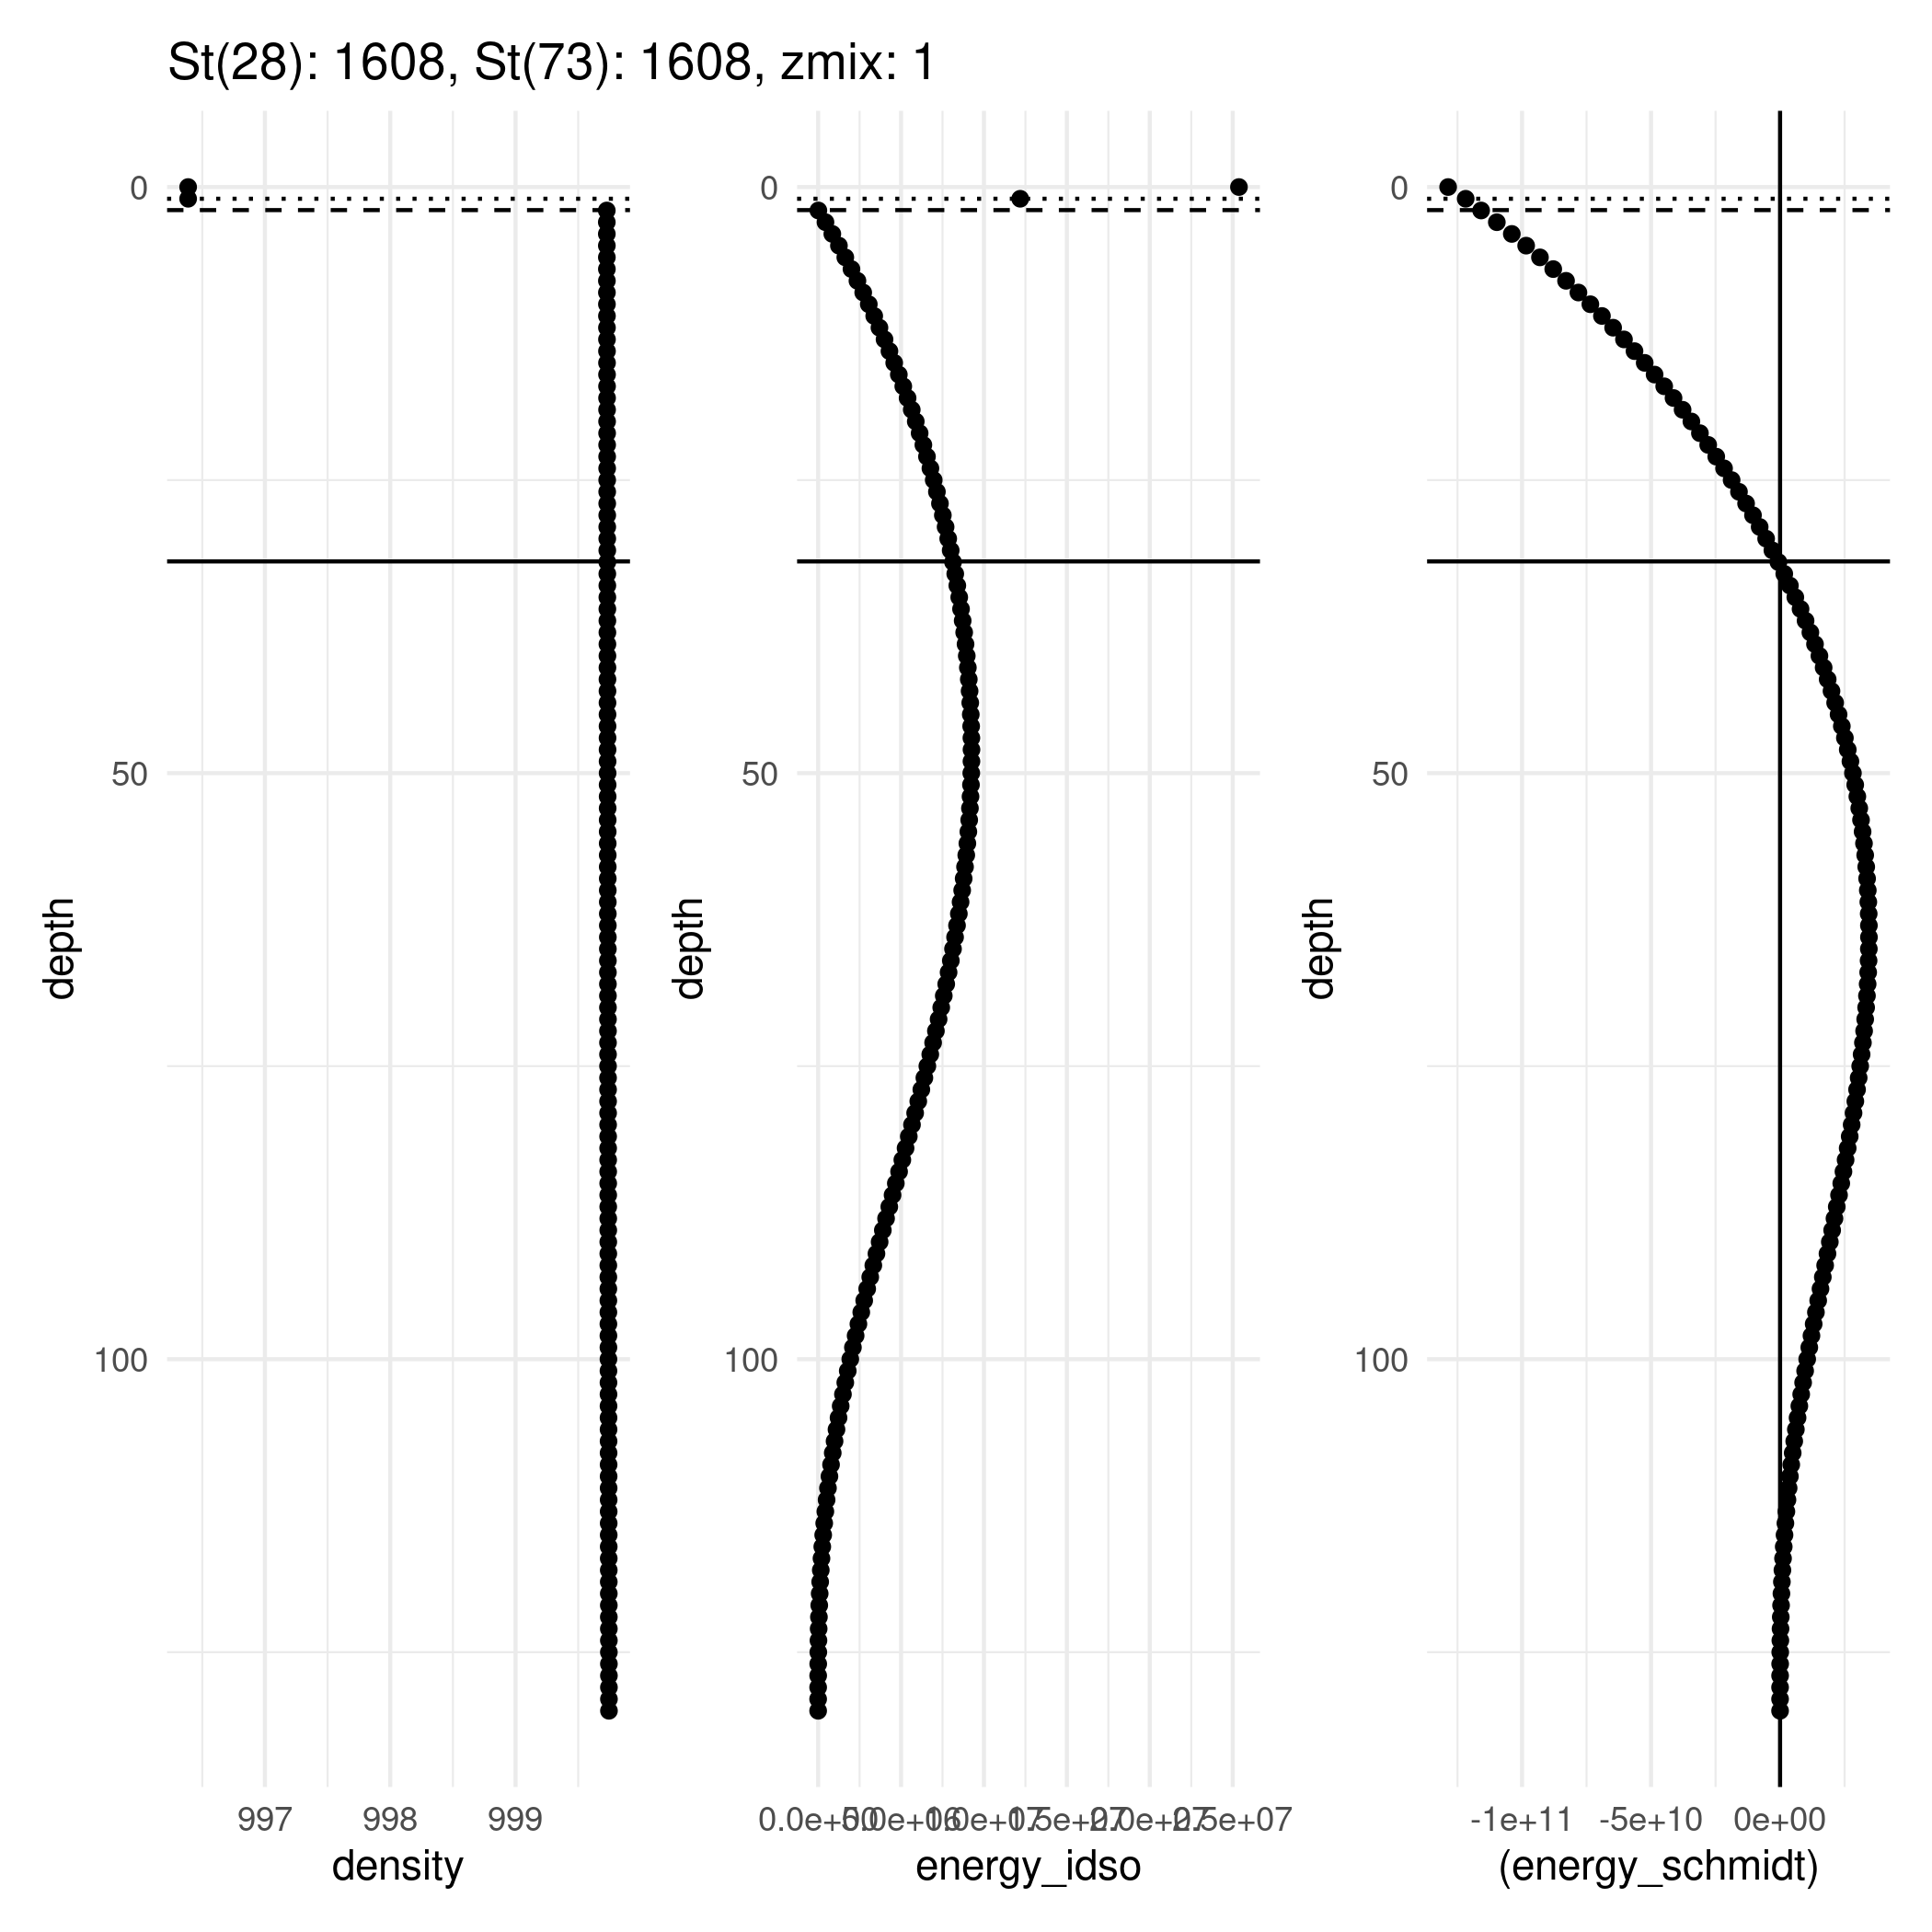 St(28): 1608, St(73): 1608, zmix: 1
0
50
100
depth
997 998 999
density
0
50
100
depth
0.0e+00 5.0e+06 1.0e+07 1.5e+07 2.0e+07 2.5e+07
energy_idso
0
50
100
depth
-1e+11 -5e+10 0e+00
(energy_schmidt)